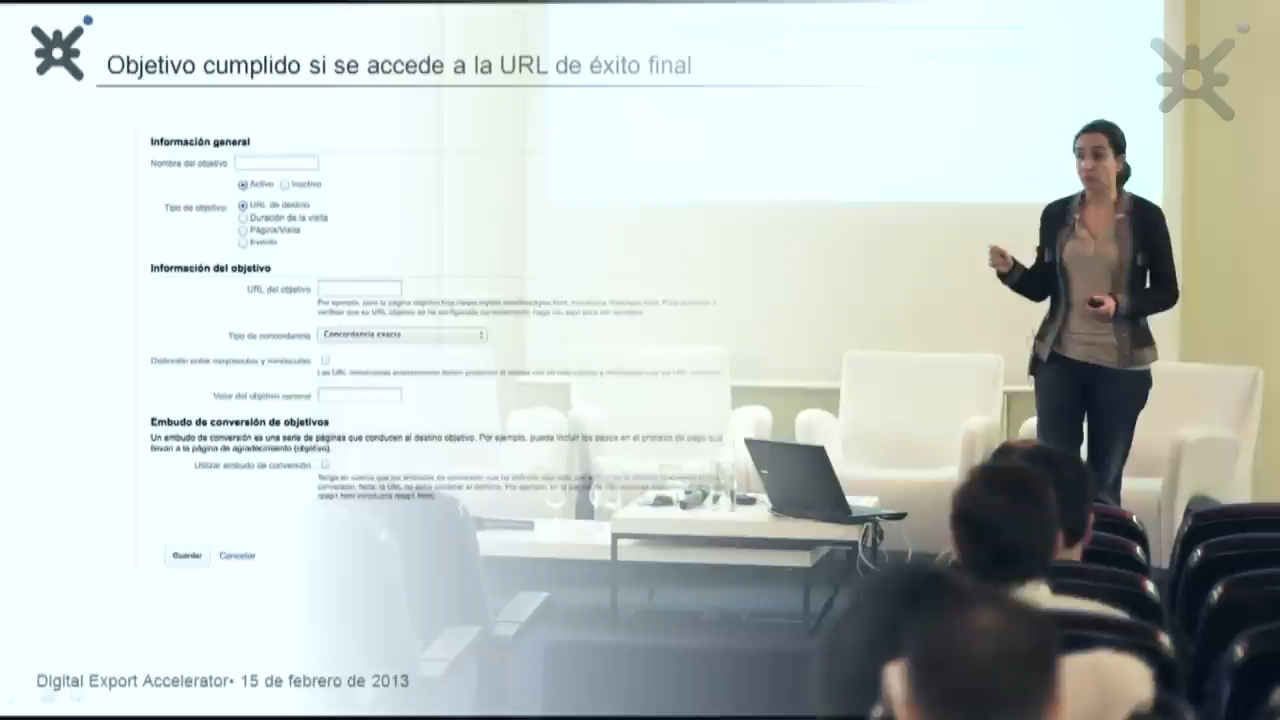 Objetivo cumplido si se accede a la URL de éxito final
Información general
Nombre del objetivo
Activo Inactivo
Tipo de objetivo: URL de destino
Duración de la visita
Página/Visita
Evento
Información del objetivo
URL del objetivo
Tipo de concordancia Concordancia exacta
Distinción entre mayúsculas y minúsculas
Valor del objetivo general
Embudo de conversión de objetivos
Un embudo de conversión es una serie de páginas que conducen al destino objetivo. Por ejemplo, puede incluir los pasos en el proceso de pago que
llevan a la página de agradecimiento (objetivo).
Utilizar embudo de conversión
Guardar Cancelar
Digital Export Accelerator• 15 de febrero de 2013